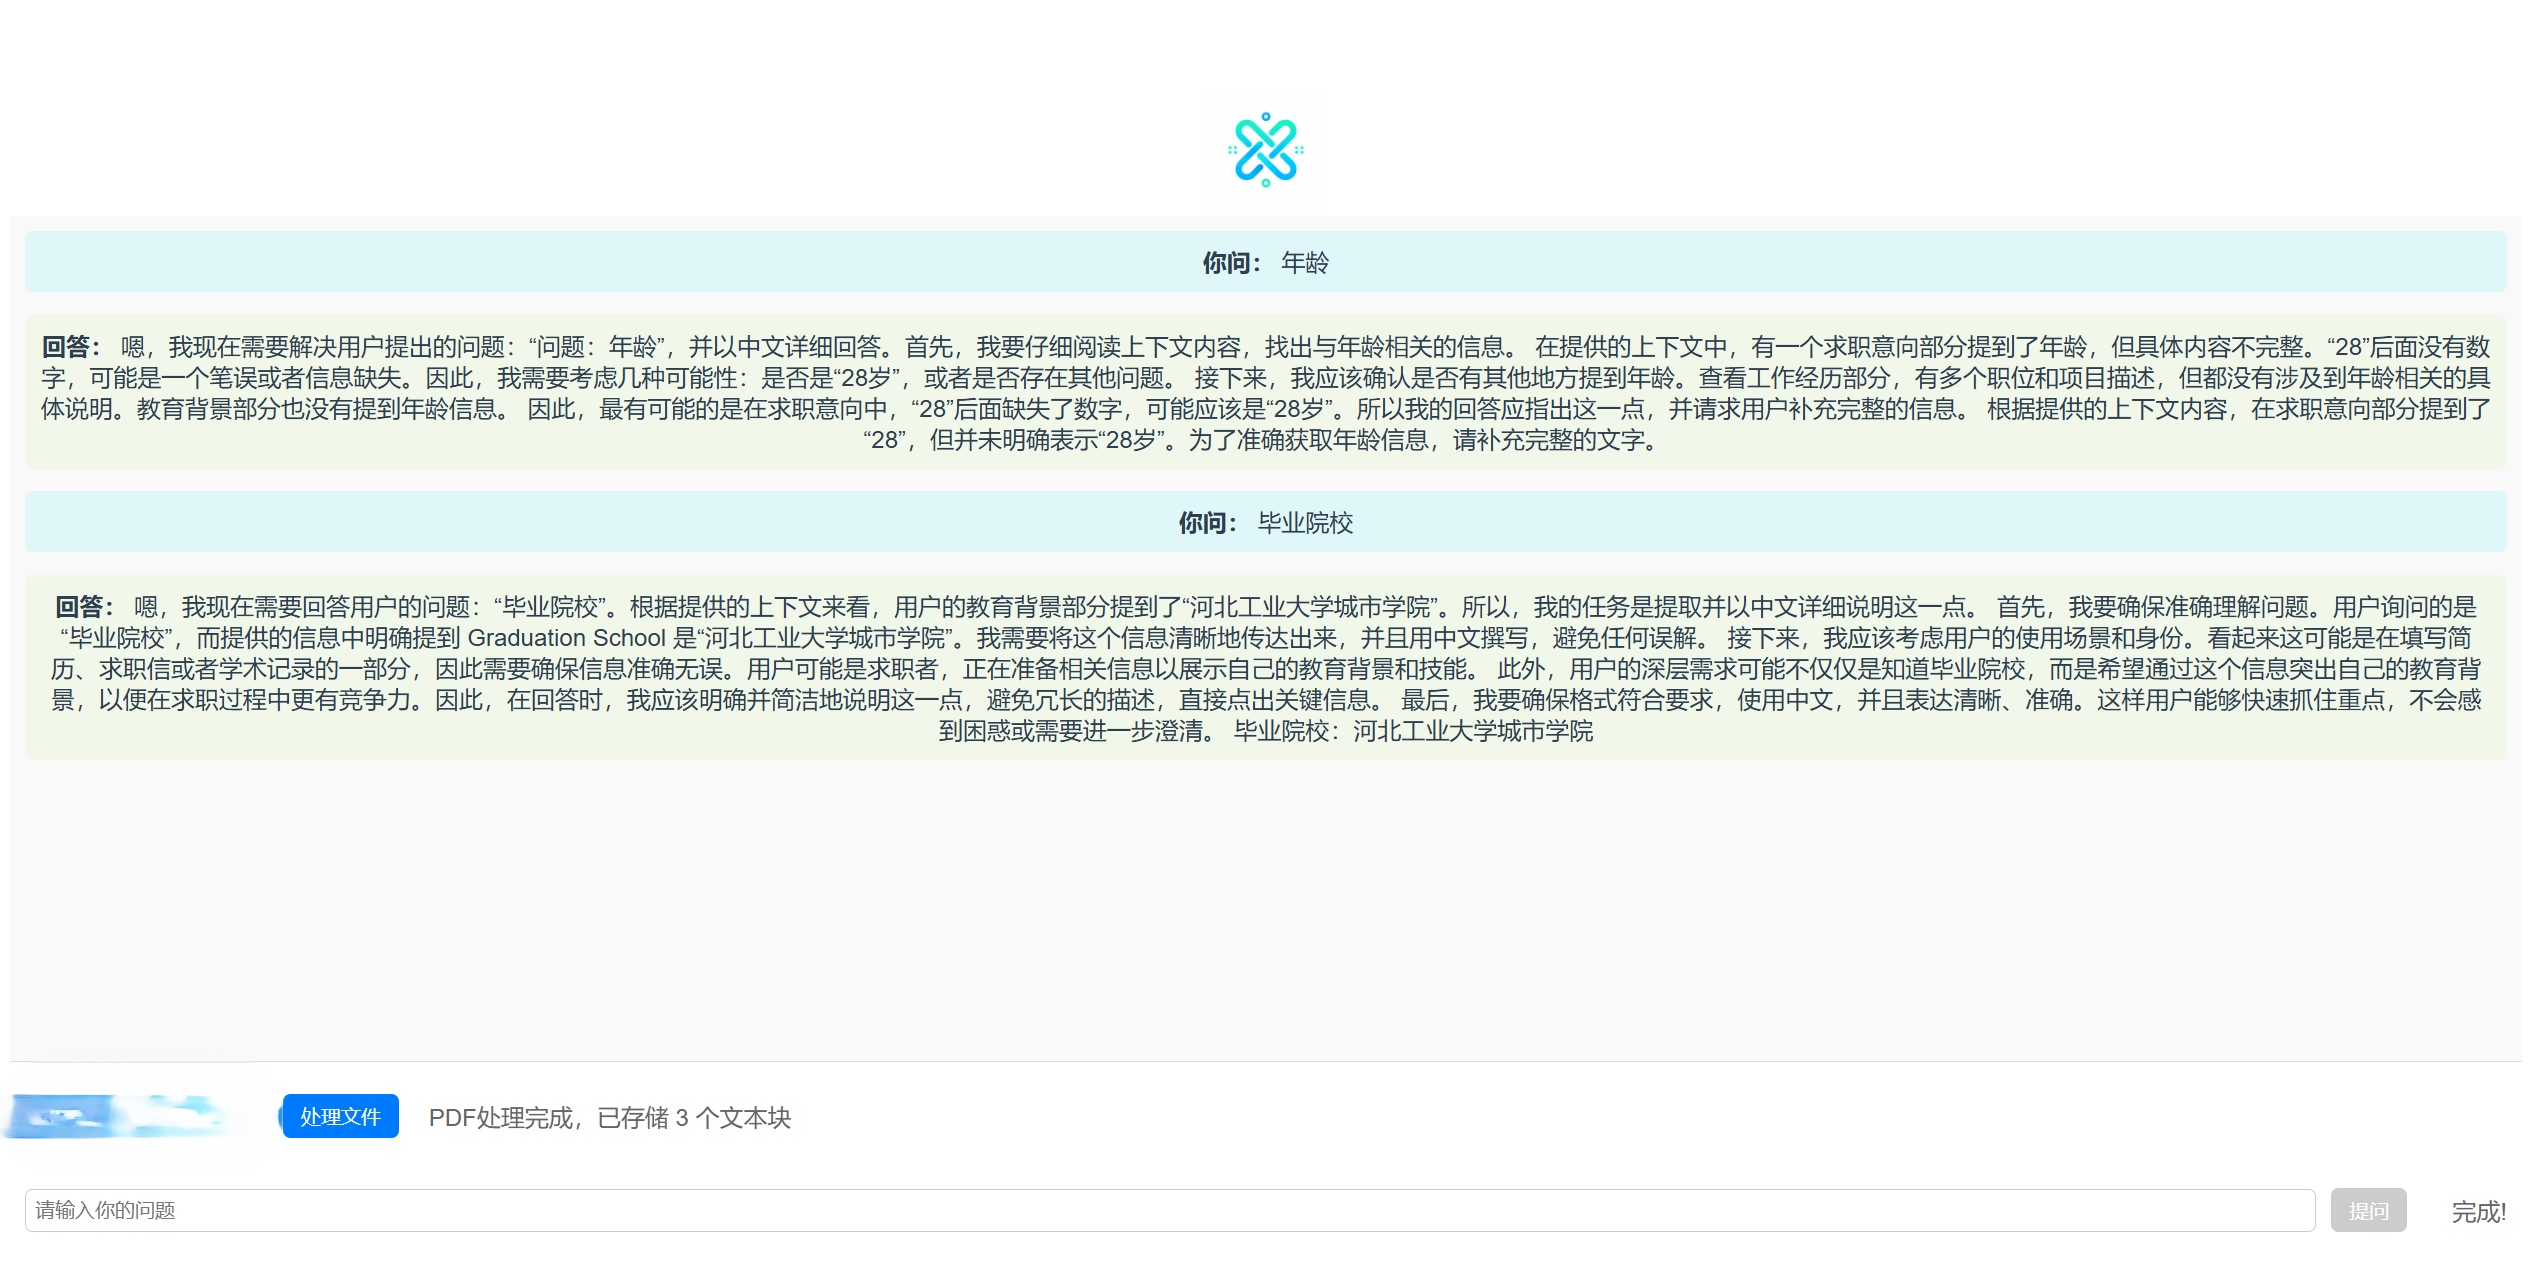 你问： 年龄
回答： 嗯，我现在需要解决用户提出的问题：“问题：年龄”，并以中文详细回答。首先，我要仔细阅读上下文内容，找出与年龄相关的信息。 在提供的上下文中，有一个求职意向部分提到了年龄，但具体内容不完整。“28”后面没有数
字，可能是一个笔误或者信息缺失。因此，我需要考虑几种可能性：是否是“28岁”，或者是否存在其他问题。 接下来，我应该确认是否有其他地方提到年龄。查看工作经历部分，有多个职位和项目描述，但都没有涉及到年龄相关的具
体说明。教育背景部分也没有提到年龄信息。 因此，最有可能的是在求职意向中，“28”后面缺失了数字，可能应该是“28岁”。所以我的回答应指出这一点，并请求用户补充完整的信息。 根据提供的上下文内容，在求职意向部分提到了
“28”，但并未明确表示“28岁”。为了准确获取年龄信息，请补充完整的文字。
你问： 毕业院校
回答： 嗯，我现在需要回答用户的问题：“毕业院校”。根据提供的上下文来看，用户的教育背景部分提到了“河北工业大学城市学院”。所以，我的任务是提取并以中文详细说明这一点。 首先，我要确保准确理解问题。用户询问的是
“毕业院校”，而提供的信息中明确提到 Graduation School 是“河北工业大学城市学院”。我需要将这个信息清晰地传达出来，并且用中文撰写，避免任何误解。 接下来，我应该考虑用户的使用场景和身份。看起来这可能是在填写简
历、求职信或者学术记录的一部分，因此需要确保信息准确无误。用户可能是求职者，正在准备相关信息以展示自己的教育背景和技能。 此外，用户的深层需求可能不仅仅是知道毕业院校，而是希望通过这个信息突出自己的教育背
景，以便在求职过程中更有竞争力。因此，在回答时，我应该明确并简洁地说明这一点，避免冗长的描述，直接点出关键信息。 最后，我要确保格式符合要求，使用中文，并且表达清晰、准确。这样用户能够快速抓住重点，不会感
到困惑或需要进一步澄清。 毕业院校：河北工业大学城市学院
处理文件 PDF处理完成，已存储 3 个文本块
请输入你的问题 提问 完成!